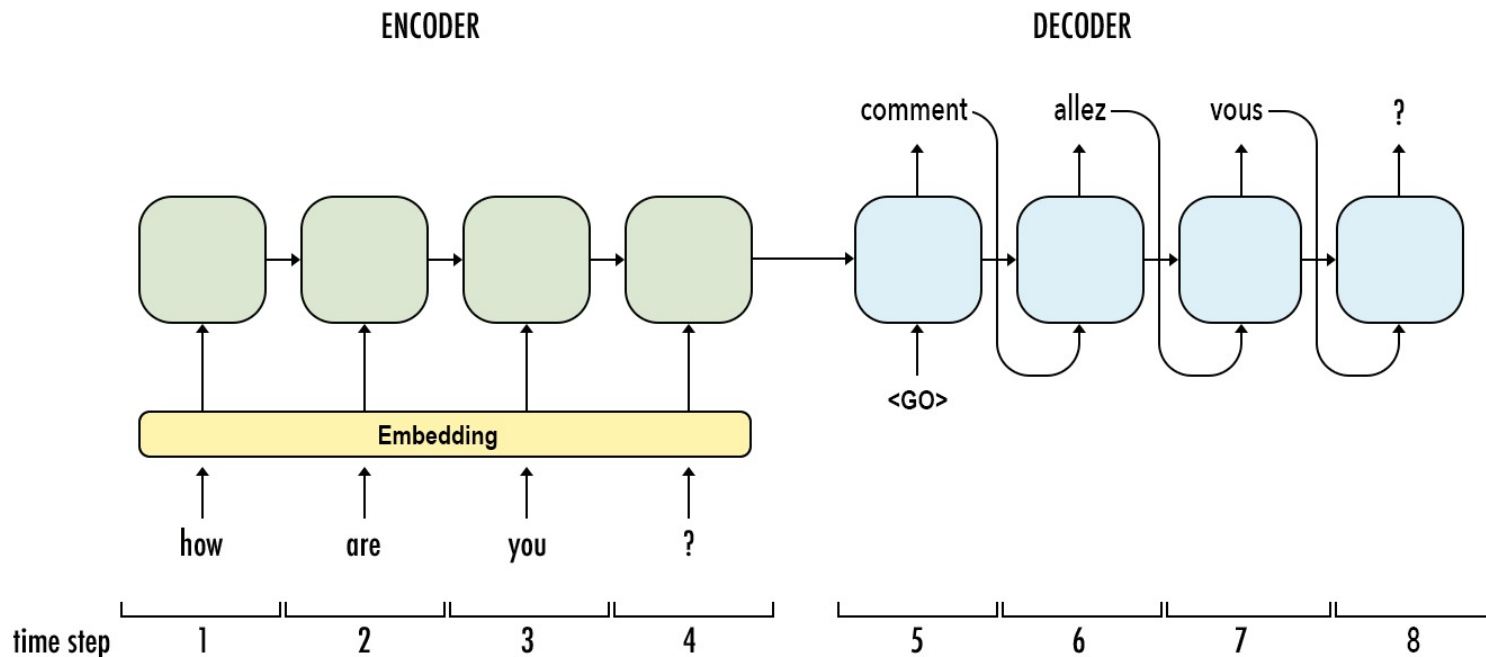 ENCODER DECODER
comment allez vous ?
<GO>
Embedding
how are you ?
time step 1 2 3 4 5 6 7 8